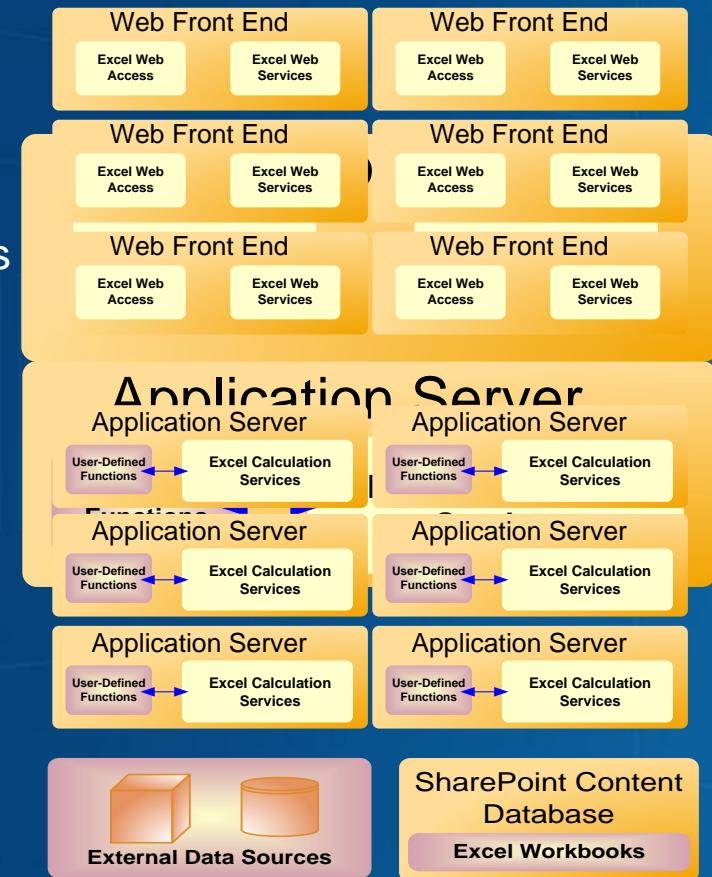 Web Front End
Web Front End
Excel Web
Access
Excel Web
Services
Excel Web
Access
Excel Web
Services
Web Front End
Web Front End
Excel Web
Access
Excel Web
Services
Excel Web
Access
Excel Web
Services
Web Front End
Web Front End
Excel Web
Access
Excel Web
Services
Excel Web
Access
Excel Web
Services
Application Server
Application Server
Application Server
User-Defined
Functions
Excel Calculation
Services
User-Defined
Functions
Excel Calculation
Services
Functions
Application Server
Application Server
User-Defined
Functions
Excel Calculation
Services
User-Defined
Functions
Excel Calculation
Services
Application Server
Application Server
User-Defined
Functions
Excel Calculation
Services
User-Defined
Functions
Excel Calculation
Services
External Data Sources
SharePoint Content
Database
Excel Workbooks